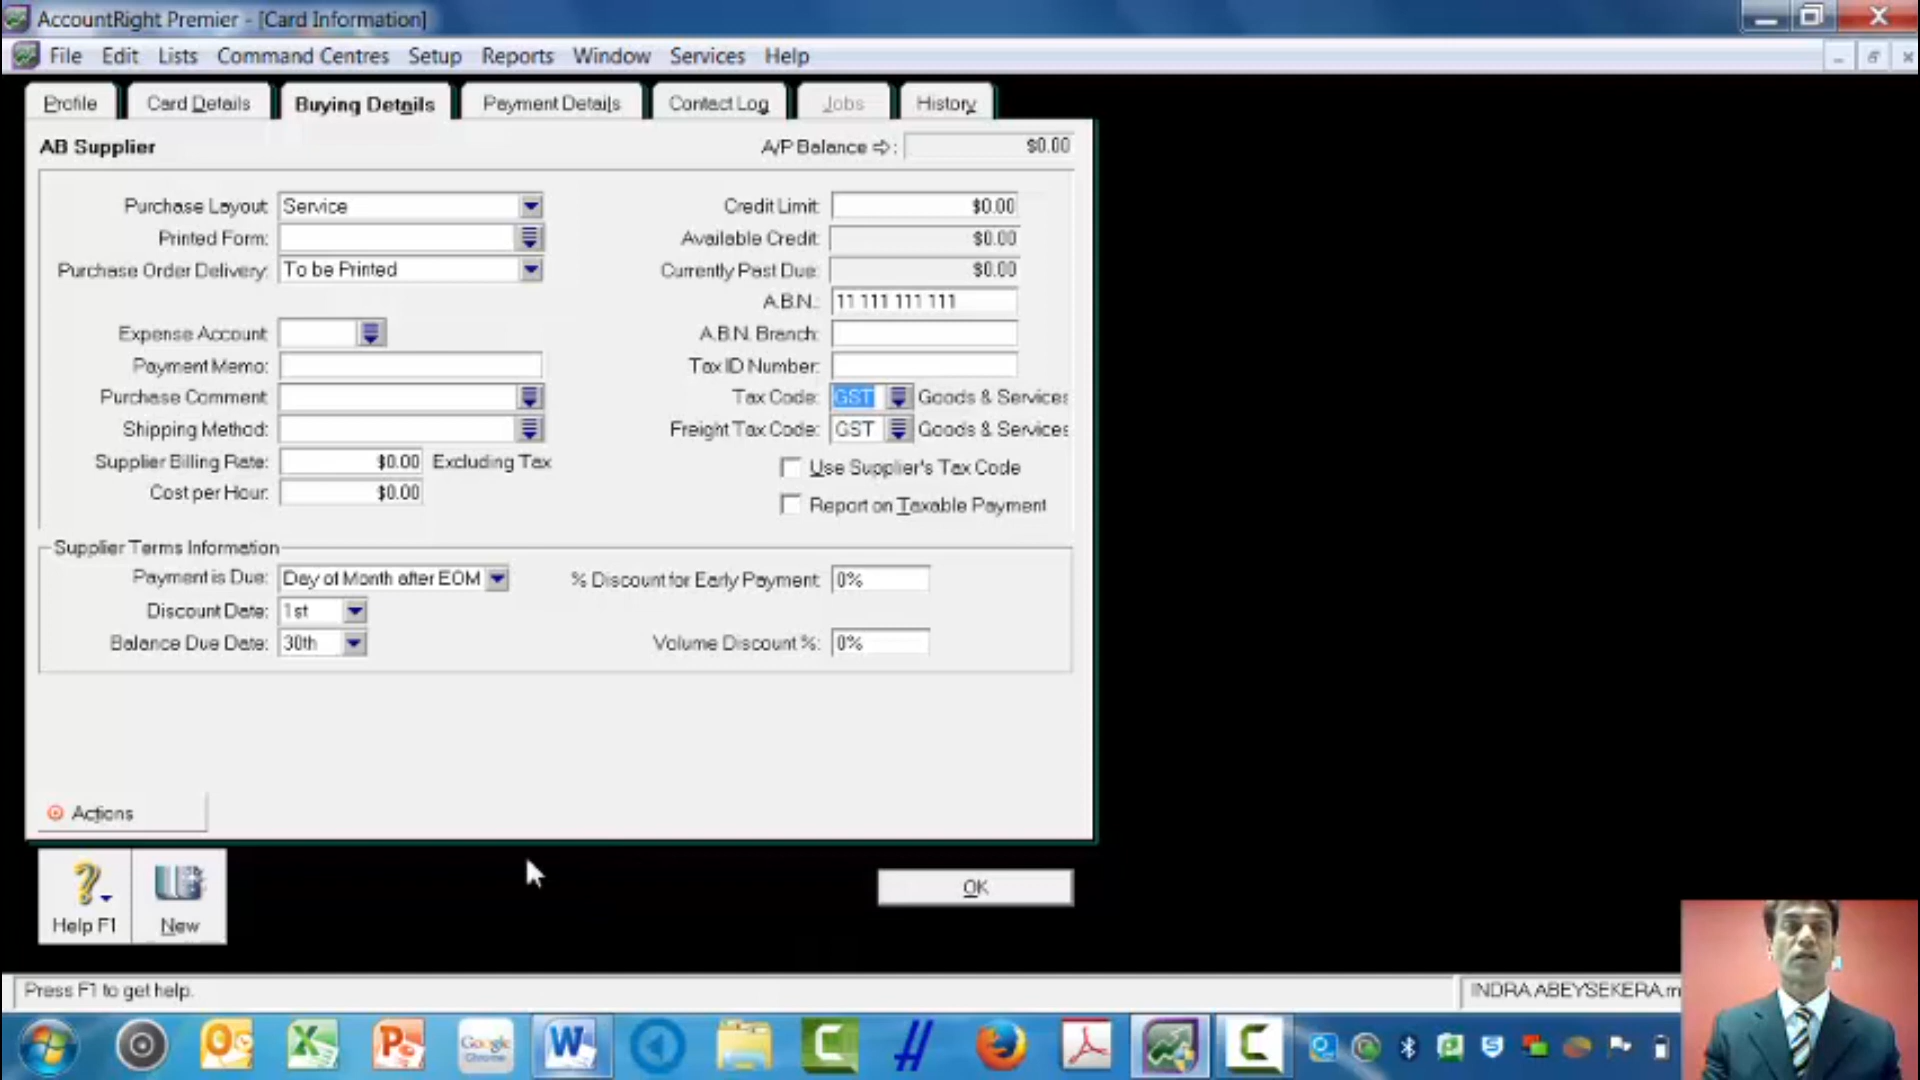 AccountRight Premier - [Card Information]
File Edit Lists Command Centres Setup Reports Window Services Help
Profile Card Details Buying Details Payment Details Contact Log Jobs History
AB Supplier A/P Balance ⇨: $0.00
Purchase Layout: Service Credit Limit: $0.00
Printed Form: Available Credit: $0.00
Purchase Order Delivery: To be Printed Currently Past Due: $0.00
A.B.N.: 11 111 111 111
Expense Account: A.B.N. Branch:
Payment Memo: Tax ID Number:
Purchase Comment: Tax Code: GST Goods & Services
Shipping Method: Freight Tax Code: GST Goods & Services
Supplier Billing Rate: $0.00 Excluding Tax Use Supplier's Tax Code
Cost per Hour: $0.00 Report on Taxable Payment
Supplier Terms Information
Payment is Due: Day of Month after EOM % Discount for Early Payment: 0%
Discount Date: 1st
Balance Due Date: 30th Volume Discount %: 0%
Actions
OK
Help F1 New
Press F1 to get help. INDRA ABEYSEKERA.m
Google
Chrome